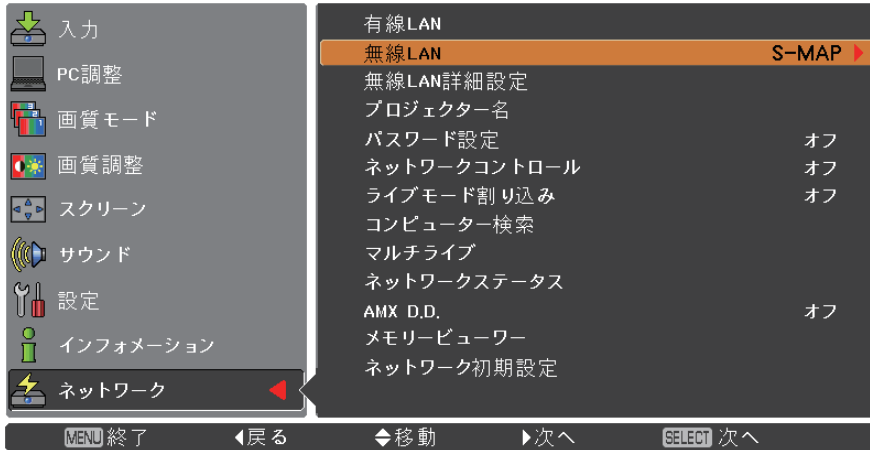 入力
PC調整
画質モード
画質調整
スクリーン
サウンド
設定
インフォメーション
ネットワーク
有線LAN
無線LAN S-MAP
無線LAN詳細設定
プロジェクター名
パスワード設定 オフ
ネットワークコントロール オフ
ライブモード割り込み オフ
コンピューター検索
マルチライブ
ネットワークステータス
AMX D.D. オフ
メモリービューワー
ネットワーク初期設定
MENU 終了 戻る 移動 次へ SELECT 次へ